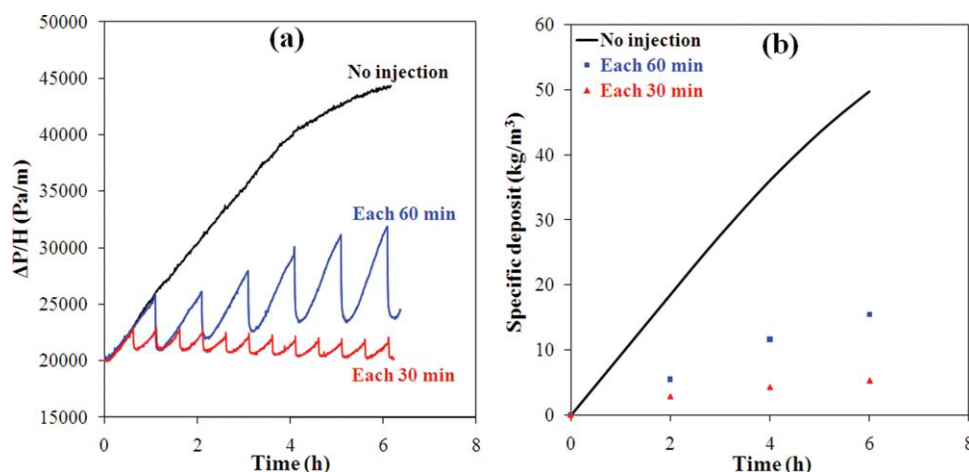 (a)
50000
45000
40000
35000
30000
25000
20000
15000
ΔP/H (Pa/m)
No injection
Each 60 min
Each 30 min
0 2 4 6 8
Time (h)
(b)
60
50
40
30
20
10
0
Specific deposit (kg/m³)
No injection
Each 60 min
Each 30 min
0 2 4 6 8
Time (h)